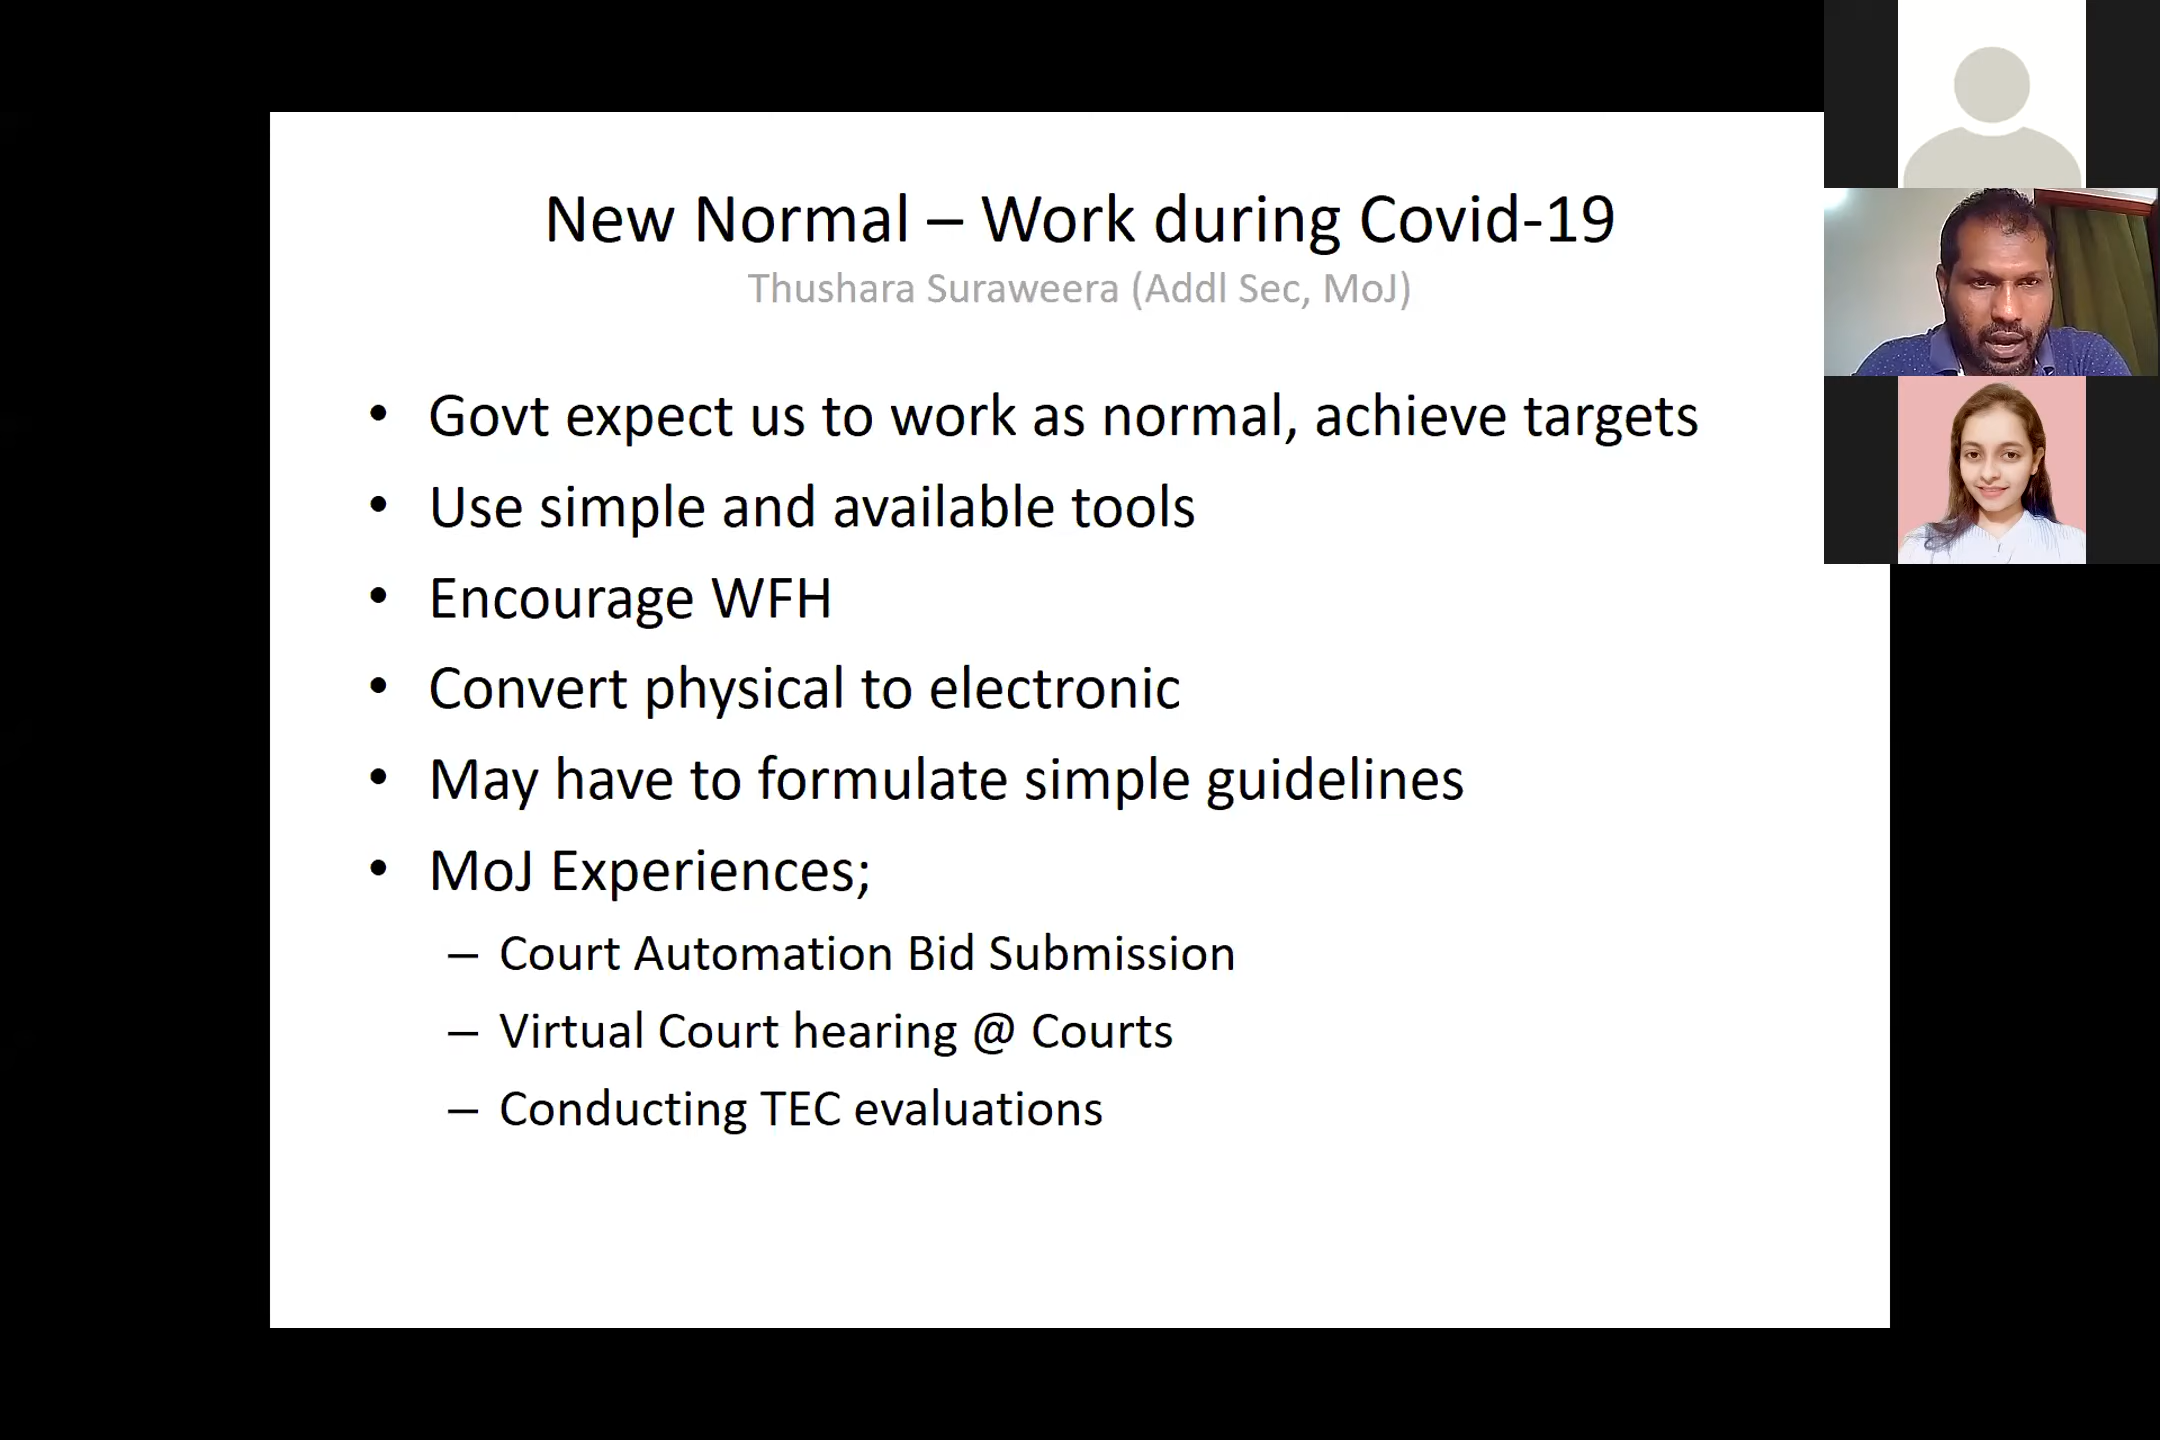 New Normal – Work during Covid-19
Thushara Suraweera (Addl Sec, MoJ)
• Govt expect us to work as normal, achieve targets
• Use simple and available tools
• Encourage WFH
• Convert physical to electronic
• May have to formulate simple guidelines
• MoJ Experiences;
– Court Automation Bid Submission
– Virtual Court hearing @ Courts
– Conducting TEC evaluations